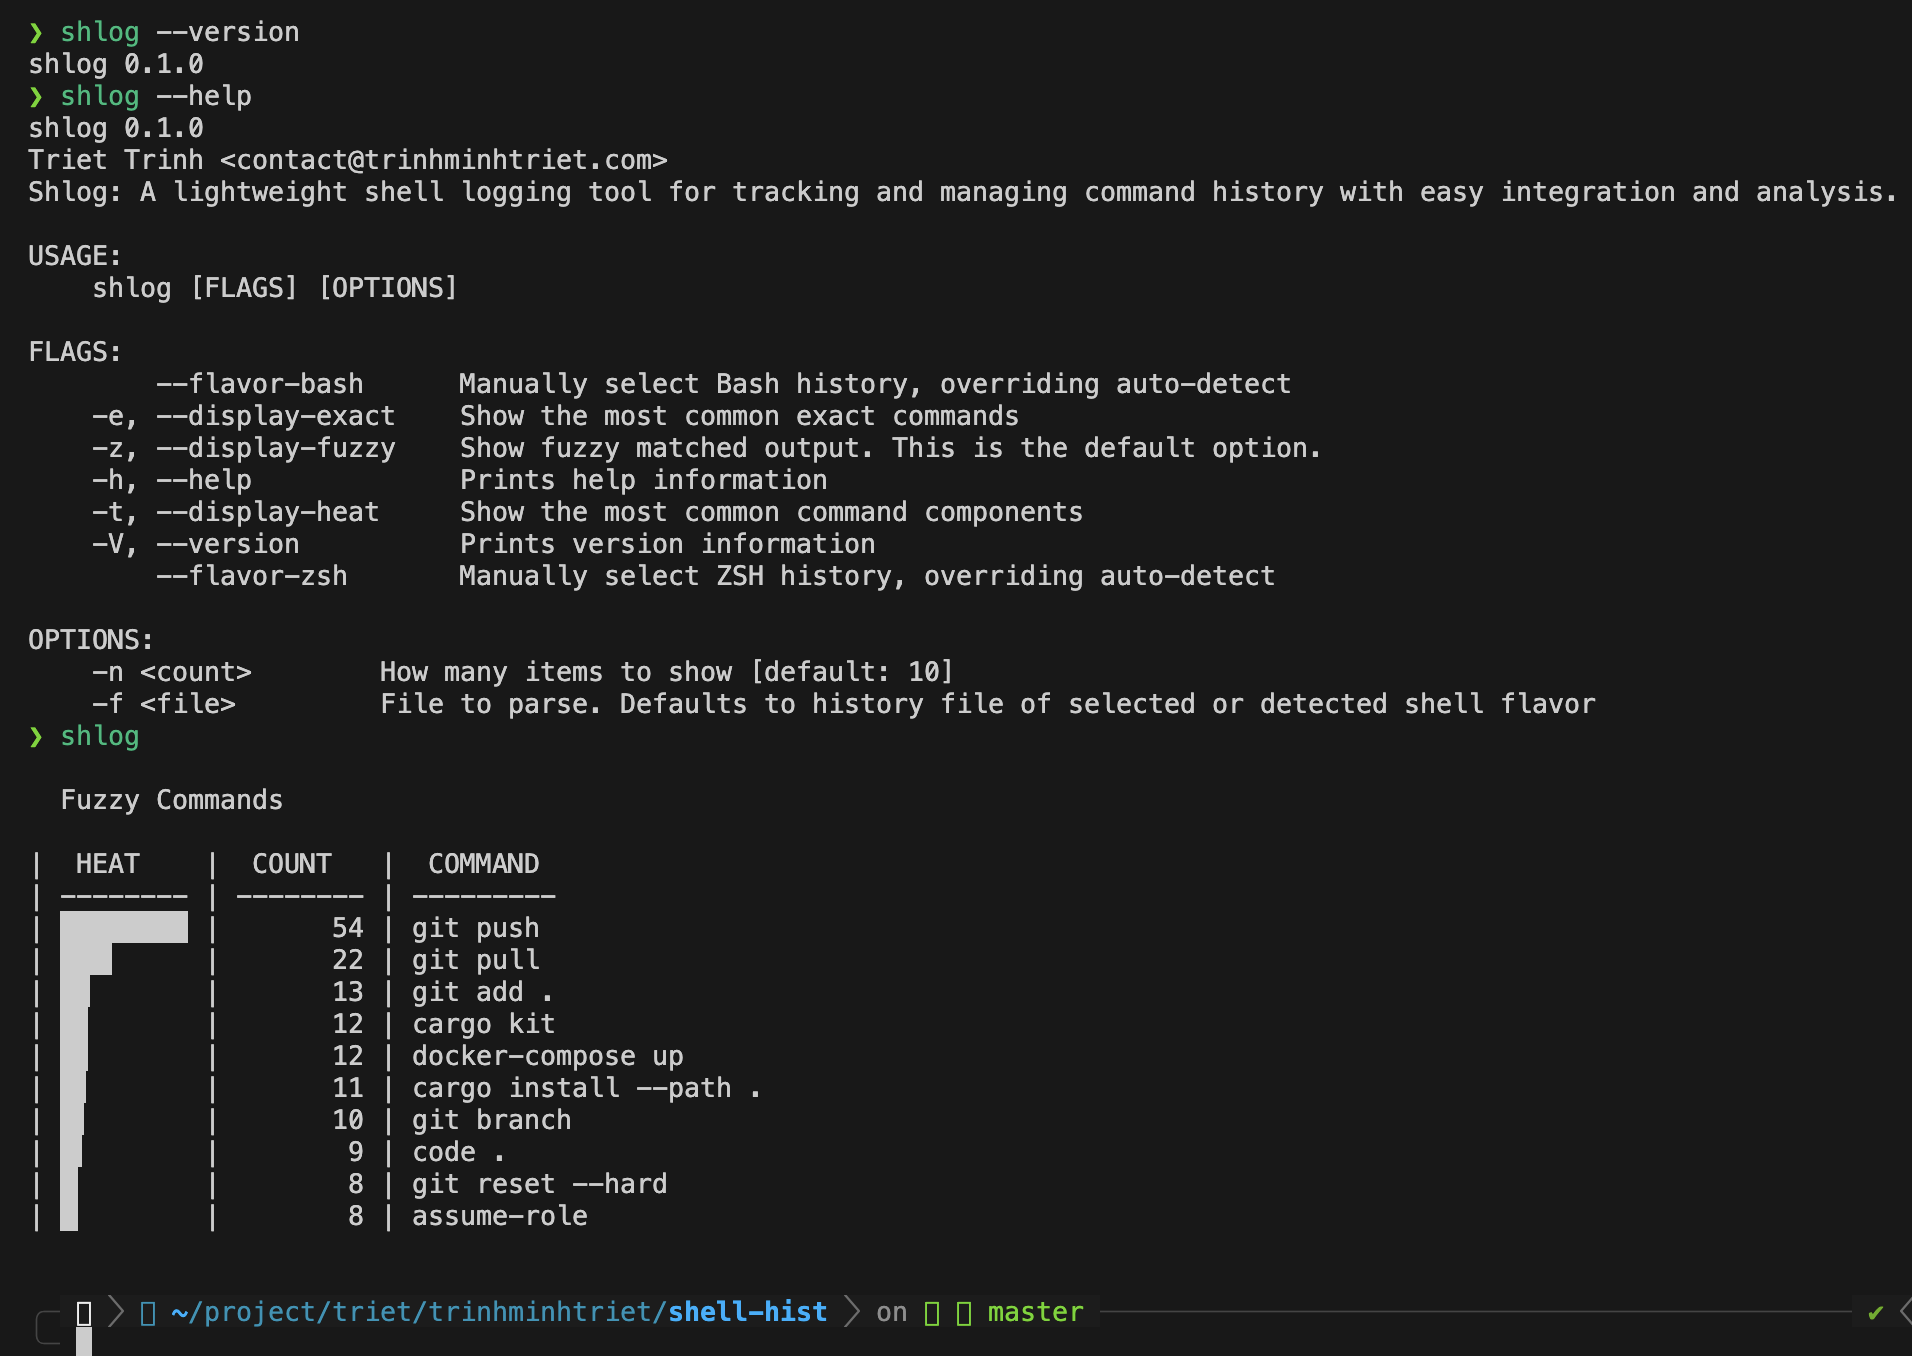 ❯ shlog --version
shlog 0.1.0
❯ shlog --help
shlog 0.1.0
Triet Trinh <contact@trinhminhtriet.com>
Shlog: A lightweight shell logging tool for tracking and managing command history with easy integration and analysis.

USAGE:
    shlog [FLAGS] [OPTIONS]

FLAGS:
        --flavor-bash      Manually select Bash history, overriding auto-detect
    -e, --display-exact    Show the most common exact commands
    -z, --display-fuzzy    Show fuzzy matched output. This is the default option.
    -h, --help             Prints help information
    -t, --display-heat     Show the most common command components
    -V, --version          Prints version information
        --flavor-zsh       Manually select ZSH history, overriding auto-detect

OPTIONS:
    -n <count>        How many items to show [default: 10]
    -f <file>         File to parse. Defaults to history file of selected or detected shell flavor
❯ shlog

  Fuzzy Commands

|  HEAT    |  COUNT   |  COMMAND
| -------- | -------- | ---------
|          |       54 | git push
|          |       22 | git pull
|          |       13 | git add .
|          |       12 | cargo kit
|          |       12 | docker-compose up
|          |       11 | cargo install --path .
|          |       10 | git branch
|          |        9 | code .
|          |        8 | git reset --hard
|          |        8 | assume-role

~/project/triet/trinhminhtriet/shell-hist on master ✔